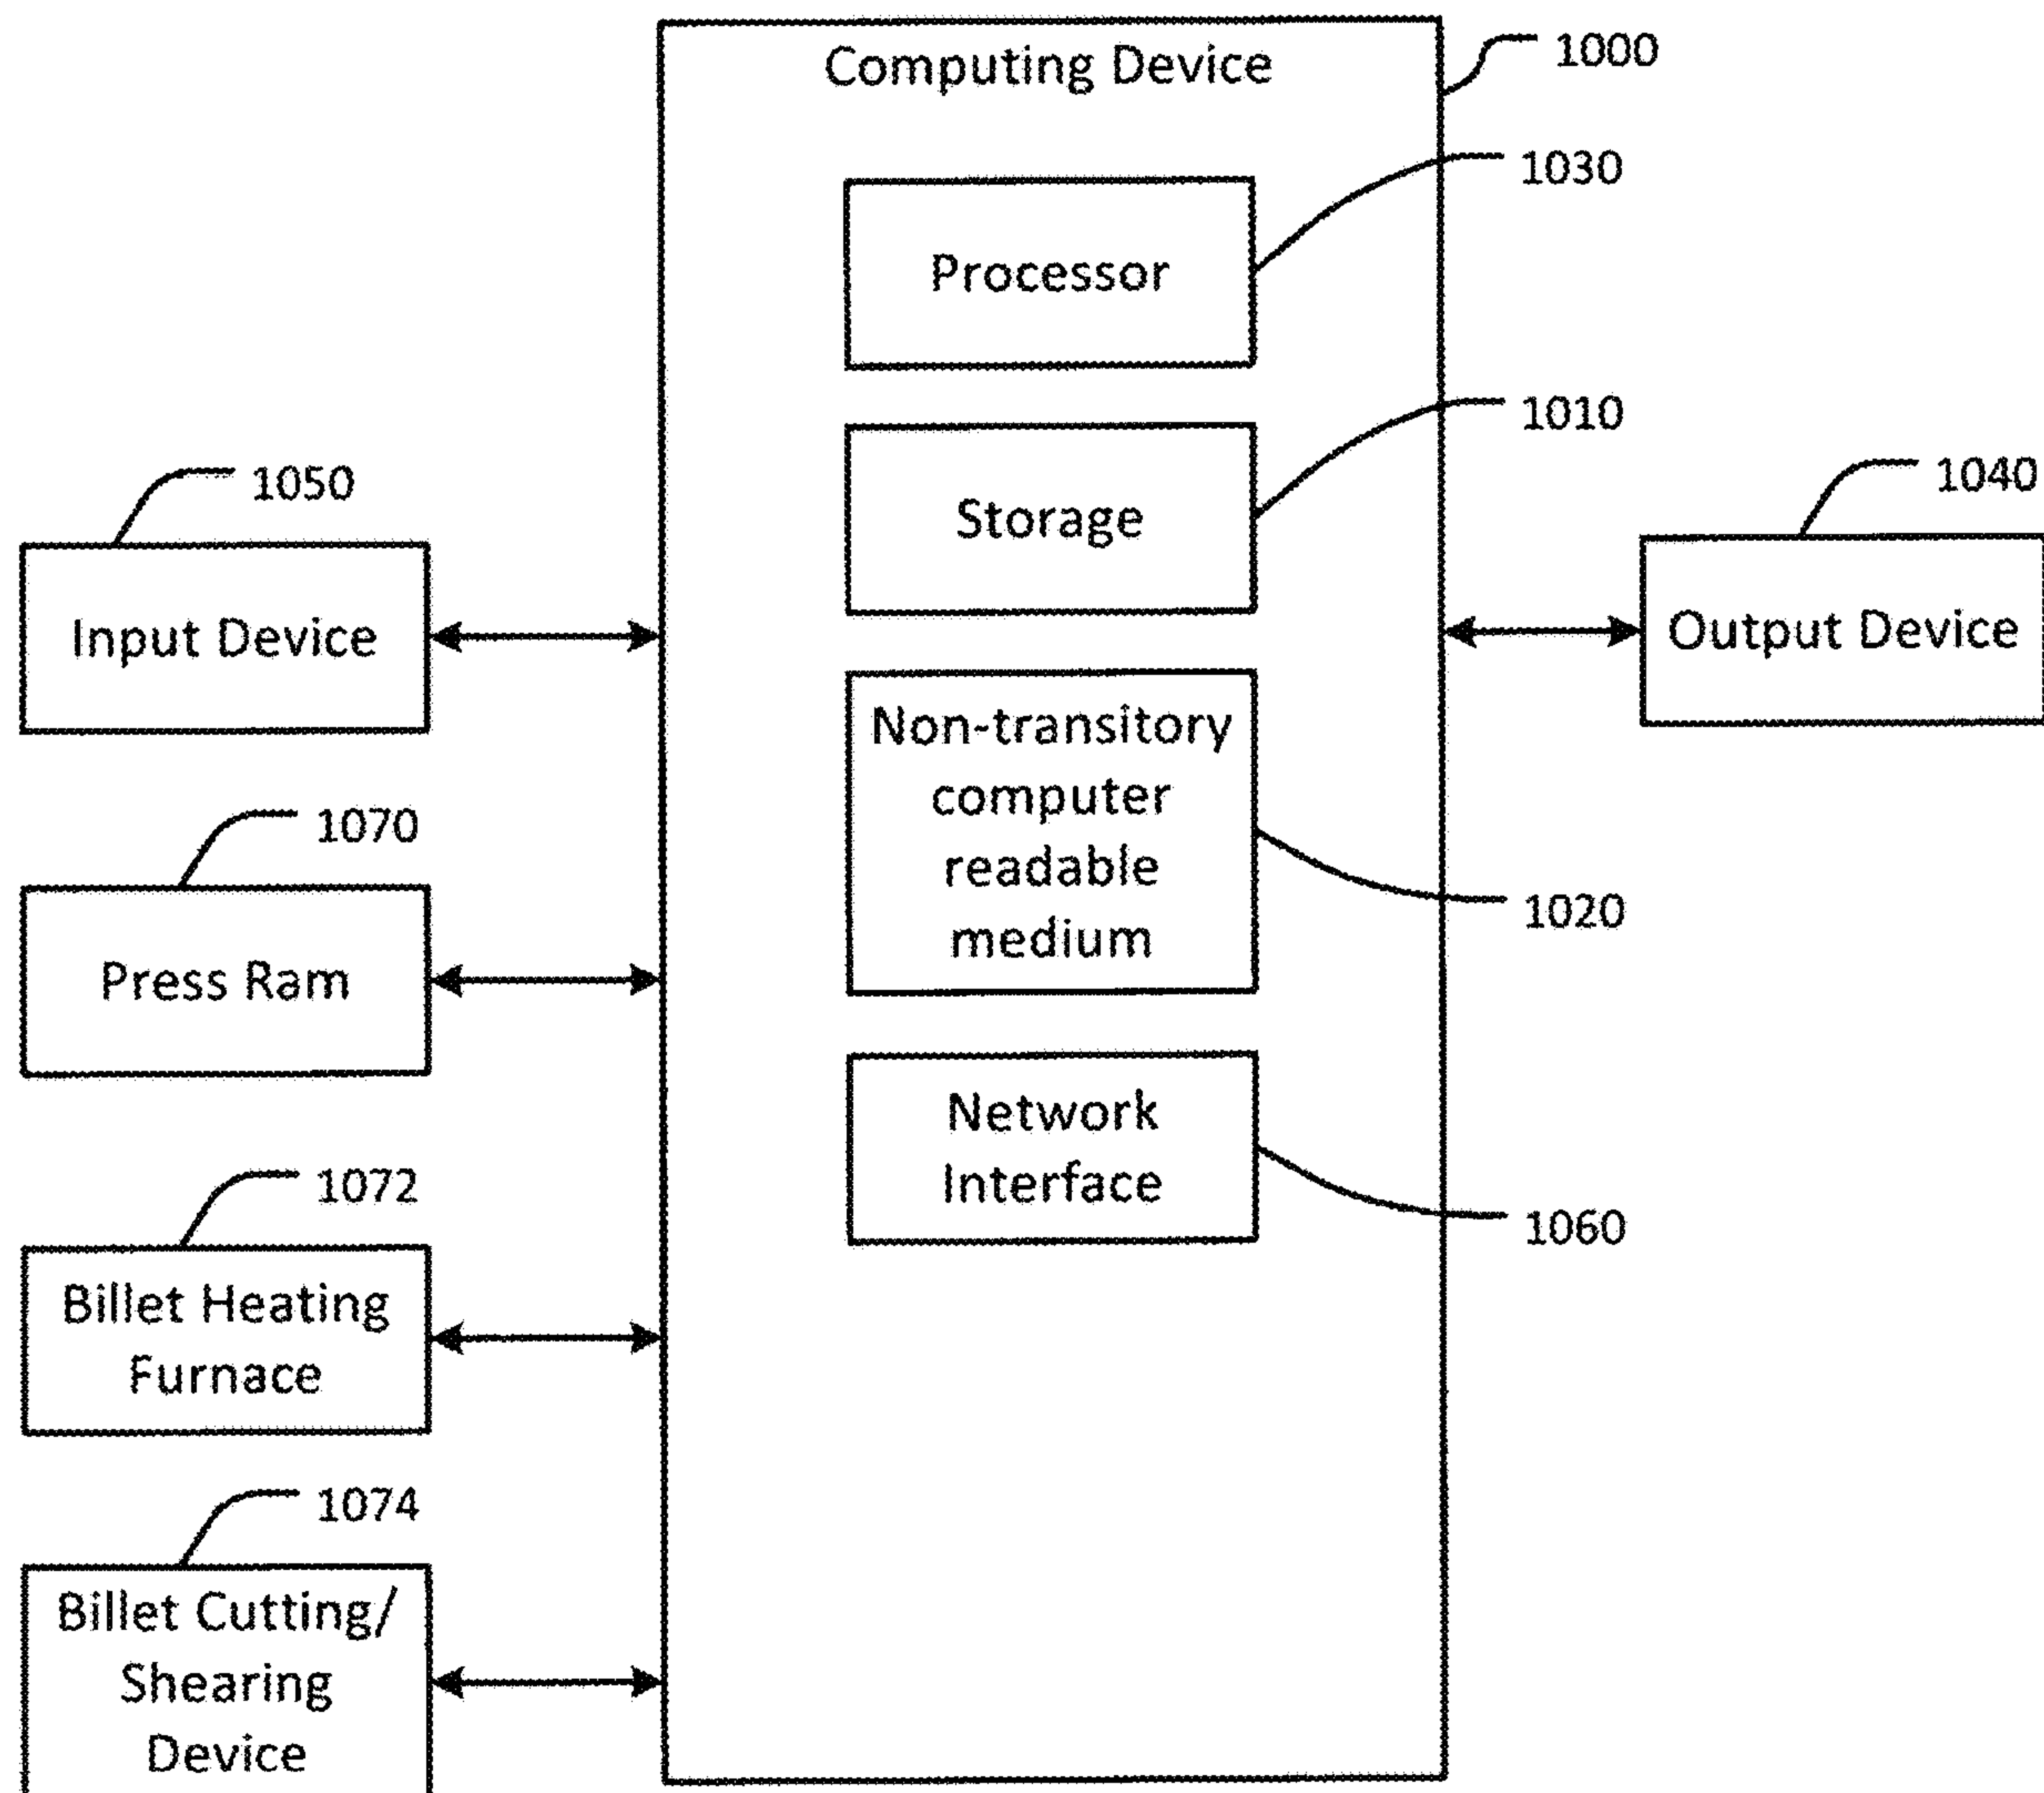 Computing Device
1000
1030
Processor
1010
Storage
1050
1040
Input Device
Output Device
Non-transitory
computer
readable
medium
1020
1070
Press Ram
Network
Interface
1060
1072
Billet Heating
Furnace
1074
Billet Cutting/
Shearing
Device